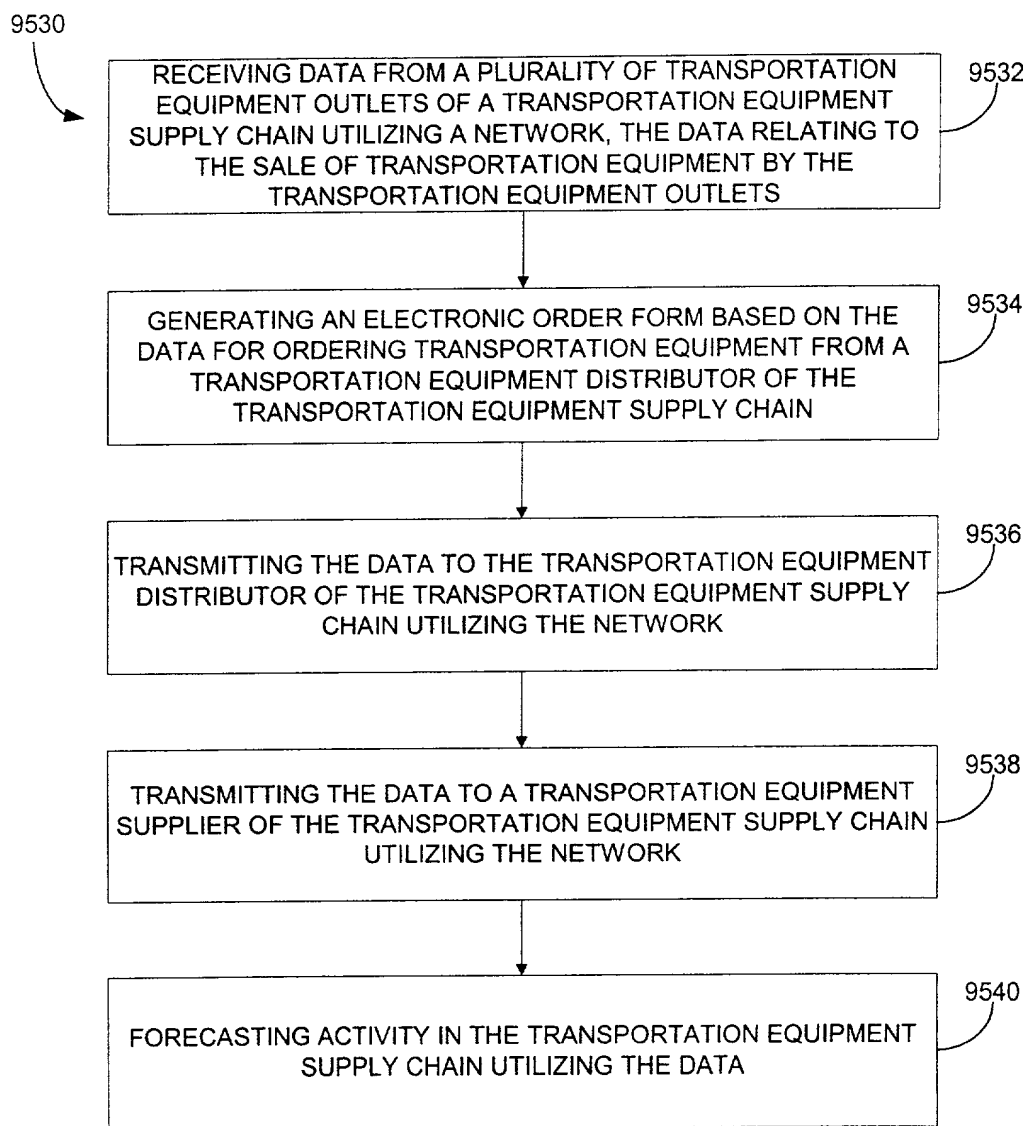 9530
RECEIVING DATA FROM A PLURALITY OF TRANSPORTATION
EQUIPMENT OUTLETS OF A TRANSPORTATION EQUIPMENT
SUPPLY CHAIN UTILIZING A NETWORK, THE DATA RELATING TO
THE SALE OF TRANSPORTATION EQUIPMENT BY THE
TRANSPORTATION EQUIPMENT OUTLETS
9532
GENERATING AN ELECTRONIC ORDER FORM BASED ON THE
DATA FOR ORDERING TRANSPORTATION EQUIPMENT FROM A
TRANSPORTATION EQUIPMENT DISTRIBUTOR OF THE
TRANSPORTATION EQUIPMENT SUPPLY CHAIN
9534
TRANSMITTING THE DATA TO THE TRANSPORTATION EQUIPMENT
DISTRIBUTOR OF THE TRANSPORTATION EQUIPMENT SUPPLY
CHAIN UTILIZING THE NETWORK
9536
TRANSMITTING THE DATA TO A TRANSPORTATION EQUIPMENT
SUPPLIER OF THE TRANSPORTATION EQUIPMENT SUPPLY CHAIN
UTILIZING THE NETWORK
9538
FORECASTING ACTIVITY IN THE TRANSPORTATION EQUIPMENT
SUPPLY CHAIN UTILIZING THE DATA
9540